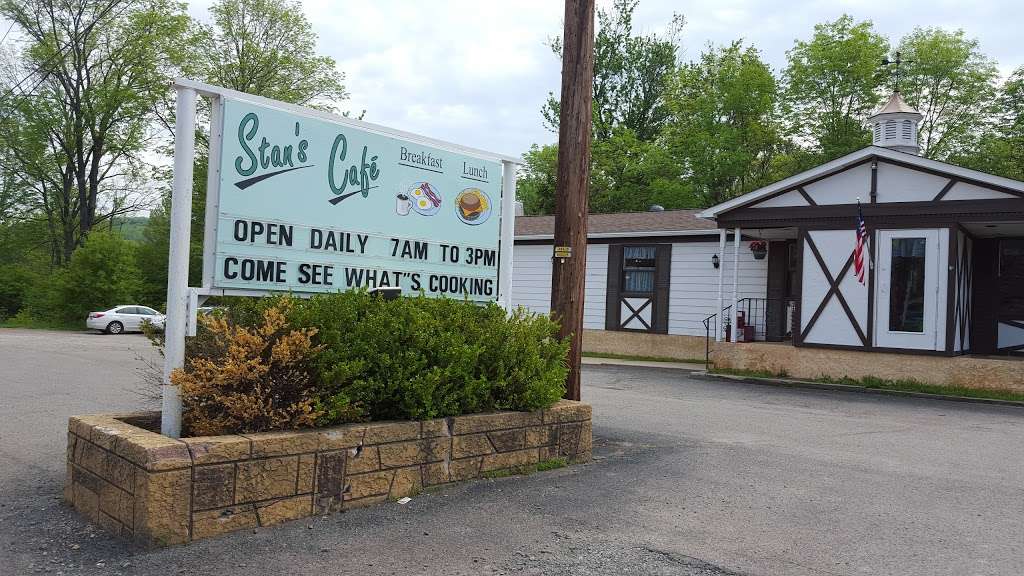 Stan's Café
Breakfast Lunch
OPEN DAILY 7AM TO 3PM
COME SEE WHAT'S COOKING